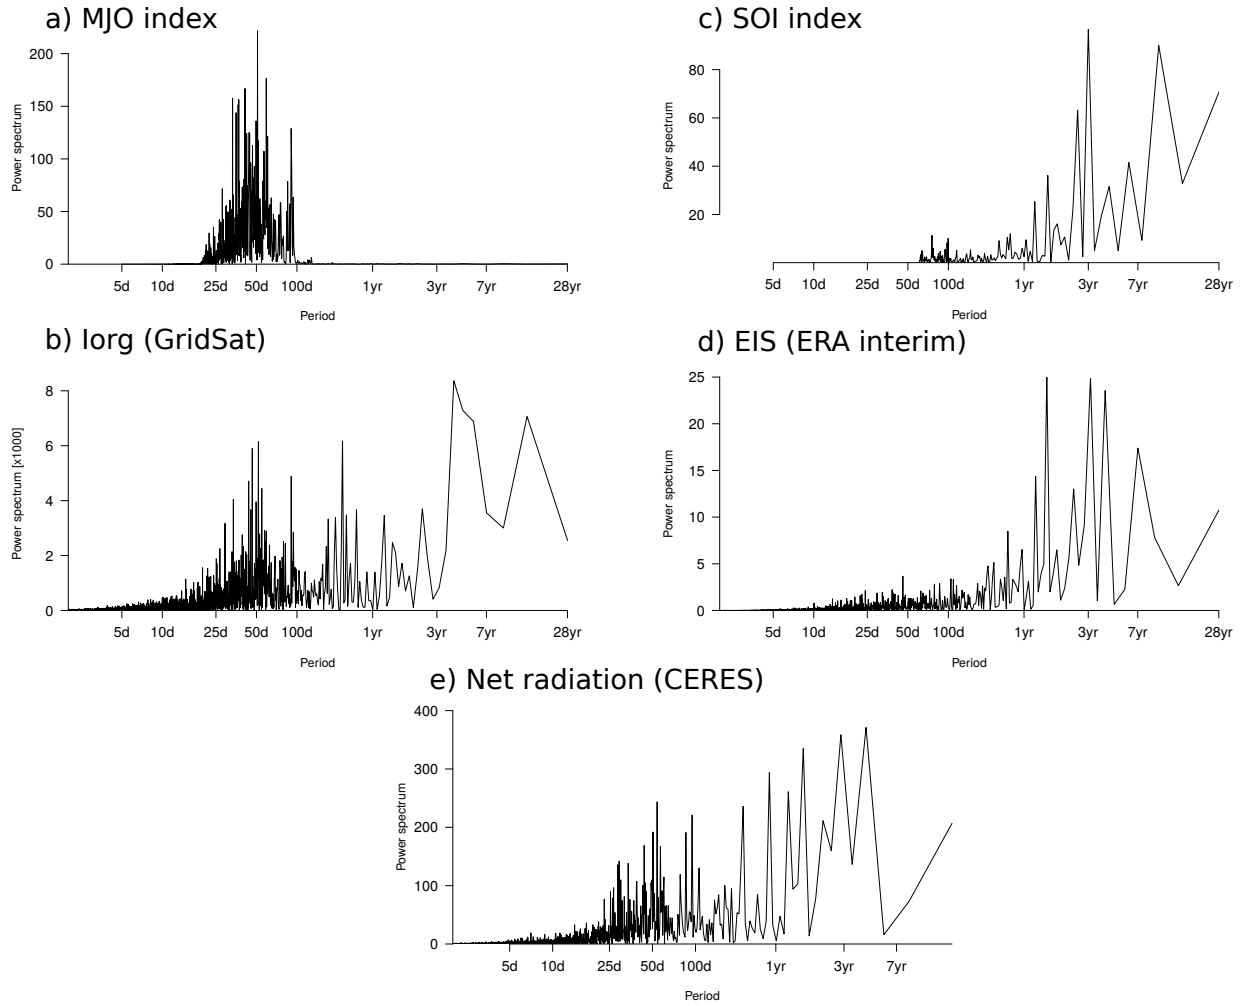 a) MJO index
Power spectrum
200
150
100
50
0
5d 10d 25d 50d 100d 1yr 3yr 7yr 28yr
Period
c) SOI index
Power spectrum
80
60
40
20
5d 10d 25d 50d 100d 1yr 3yr 7yr 28yr
Period
b) Iorg (GridSat)
Power spectrum [x1000]
8
6
4
2
0
5d 10d 25d 50d 100d 1yr 3yr 7yr 28yr
Period
d) EIS (ERA interim)
Power spectrum
25
20
15
10
5
0
5d 10d 25d 50d 100d 1yr 3yr 7yr 28yr
Period
e) Net radiation (CERES)
Power spectrum
400
300
200
100
0
5d 10d 25d 50d 100d 1yr 3yr 7yr
Period